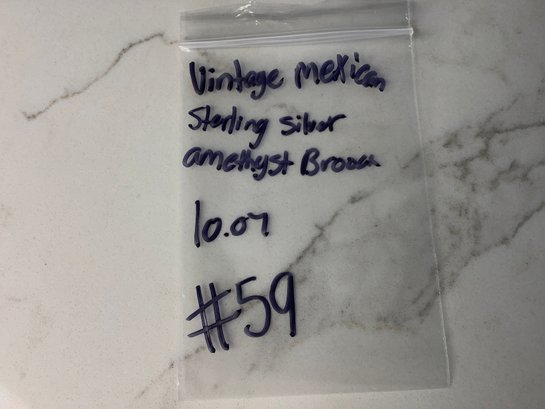 Vintage Mexican
Sterling silver
amethyst Brooch
10.07
#59